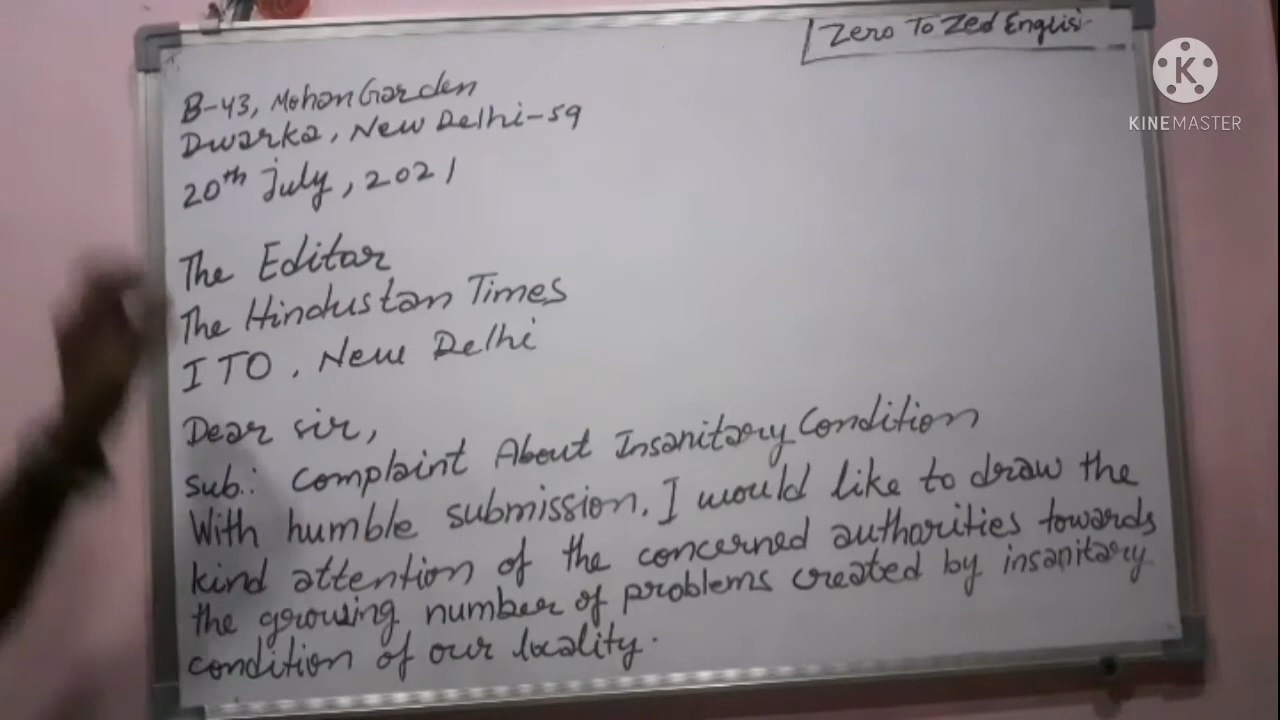 Zero To Zed Englis
K
KINEMASTER
B-43, Mohan Garden
Dwarka, New Delhi-59
20th july, 2021
The Editar
The Hindustan Times
ITO, New Delhi
Dear sir,
Sub.: Complaint About Insanitary Condition
With humble submission, I would like to draw the
kind attention of the concerned authorities towards
the growing number of problems created by insanitary
condition of our locality.